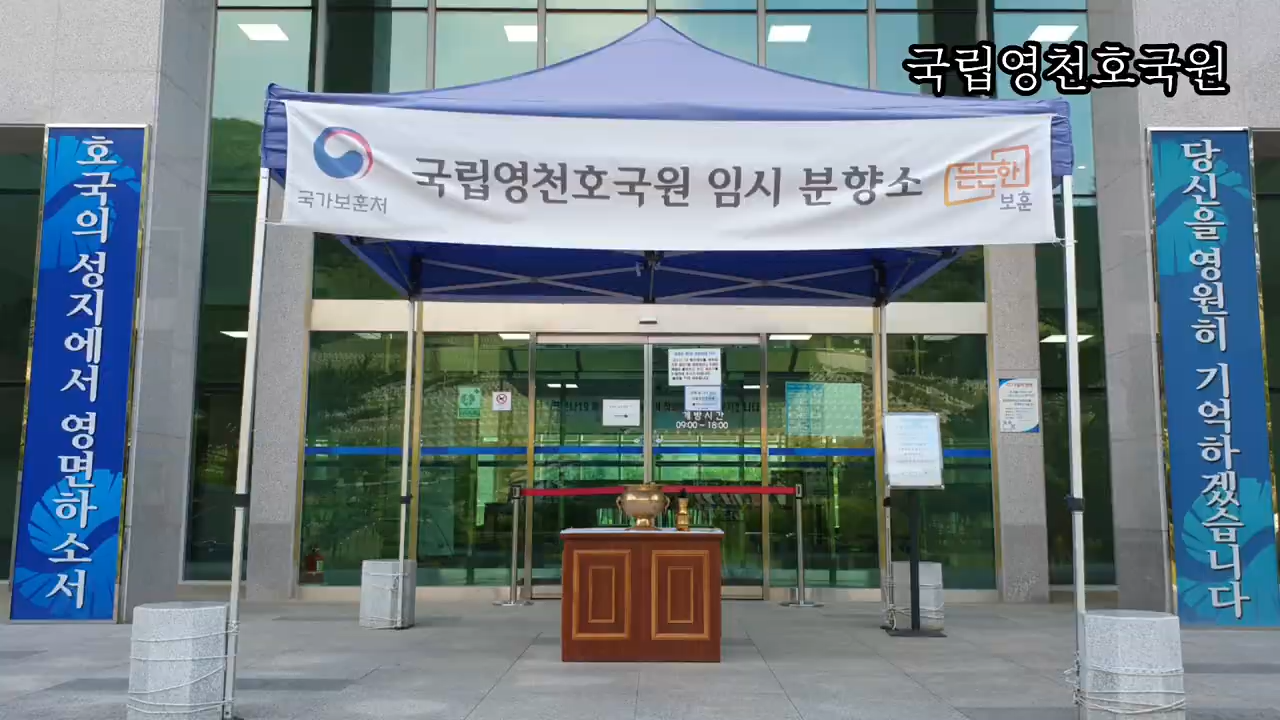 국립영천호국원
국가보훈처
국립영천호국원 임시 분향소
든든한
보훈
호국의 성지에서 영면하소서
당신을 영원히 기억하겠습니다
개방시간
09:00 ~ 18:00